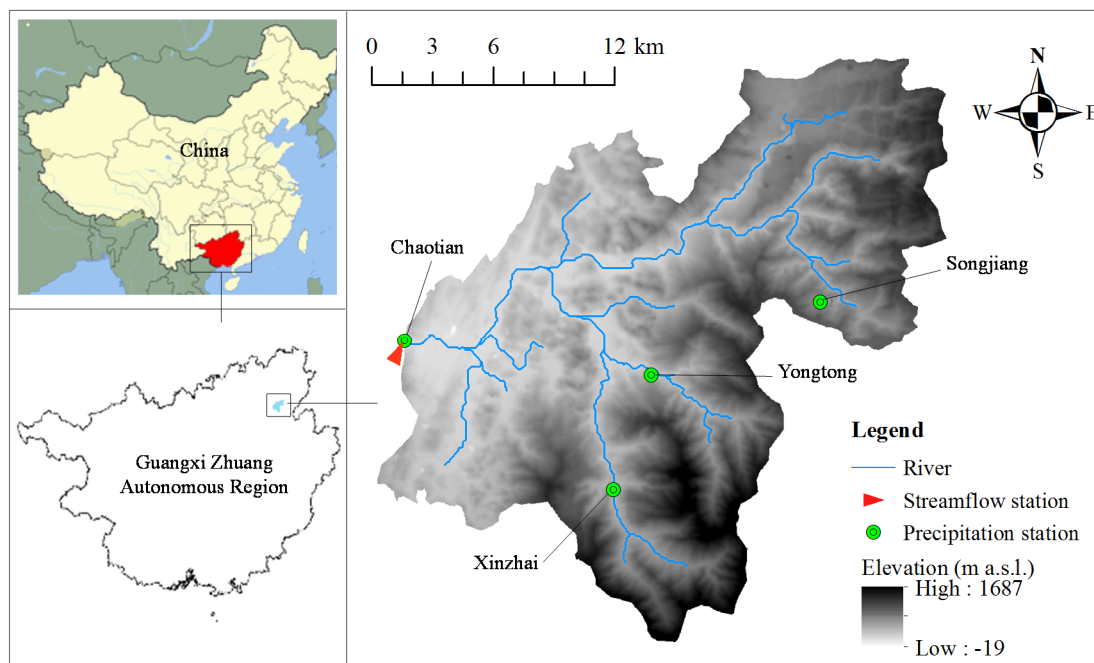 China
Guangxi Zhuang
Autonomous Region
0 3 6 12 km
N
W E
S
Chaotian
Songjiang
Yongtong
Xinzhai
Legend
River
Streamflow station
Precipitation station
Elevation (m a.s.l.)
High : 1687
Low : -19